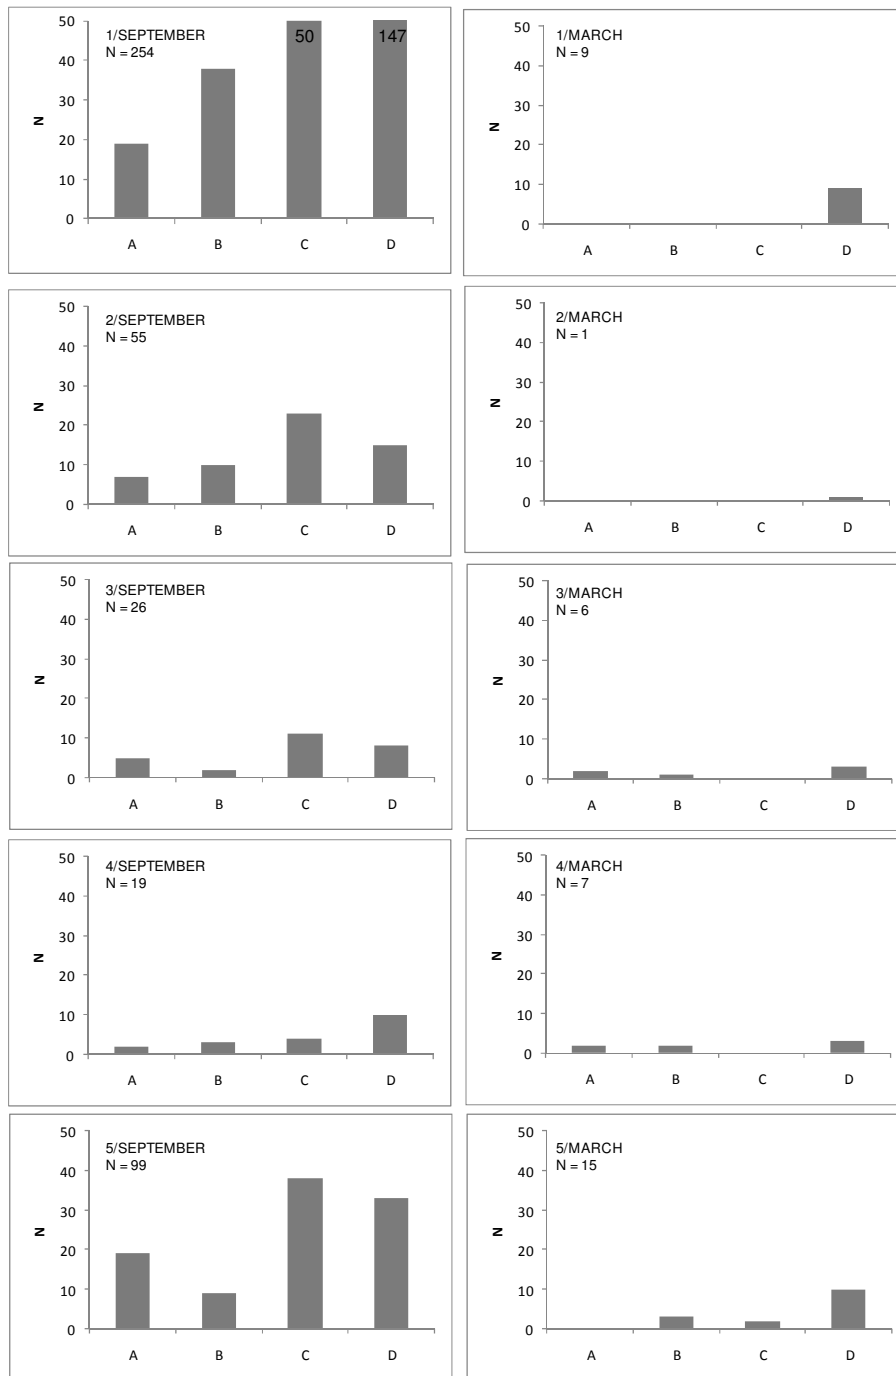 1/SEPTEMBER
N = 254
50
40
30
20
10
0
N
50
147
A B C D
1/MARCH
N = 9
50
40
30
20
10
0
N
A B C D
2/SEPTEMBER
N = 55
50
40
30
20
10
0
N
A B C D
2/MARCH
N = 1
50
40
30
20
10
0
N
A B C D
3/SEPTEMBER
N = 26
50
40
30
20
10
0
N
A B C D
3/MARCH
N = 6
50
40
30
20
10
0
N
A B C D
4/SEPTEMBER
N = 19
50
40
30
20
10
0
N
A B C D
4/MARCH
N = 7
50
40
30
20
10
0
N
A B C D
5/SEPTEMBER
N = 99
50
40
30
20
10
0
N
A B C D
5/MARCH
N = 15
50
40
30
20
10
0
N
A B C D